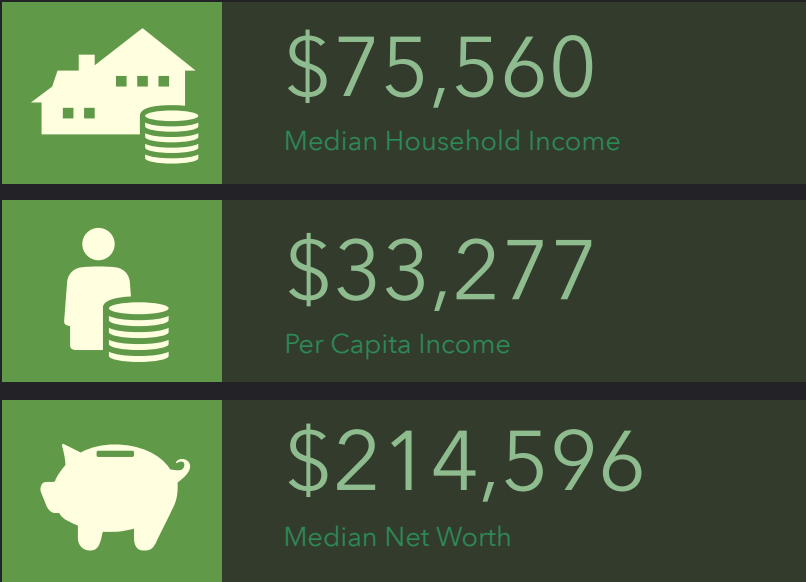 $75,560
Median Household Income
$33,277
Per Capita Income
$214,596
Median Net Worth